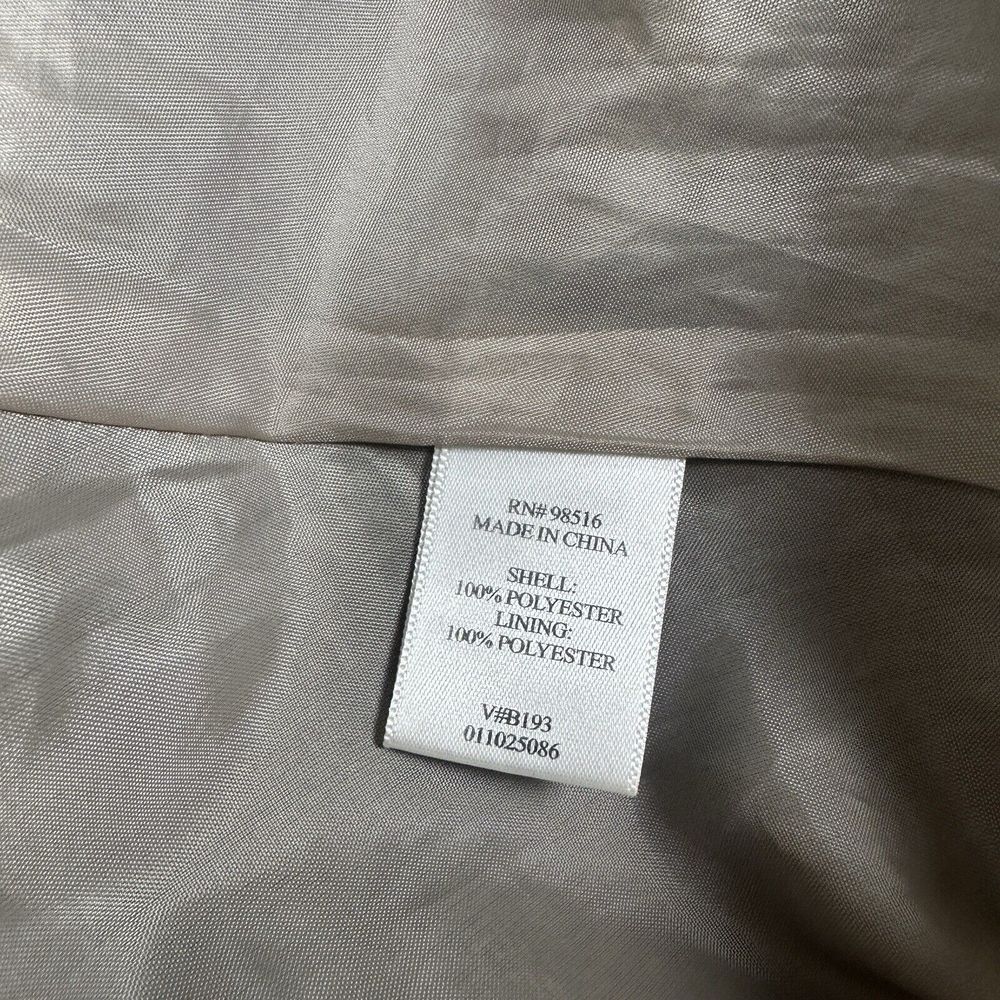 RN# 98516
MADE IN CHINA
SHELL:
100% POLYESTER
LINING:
100% POLYESTER
V#B193
011025086